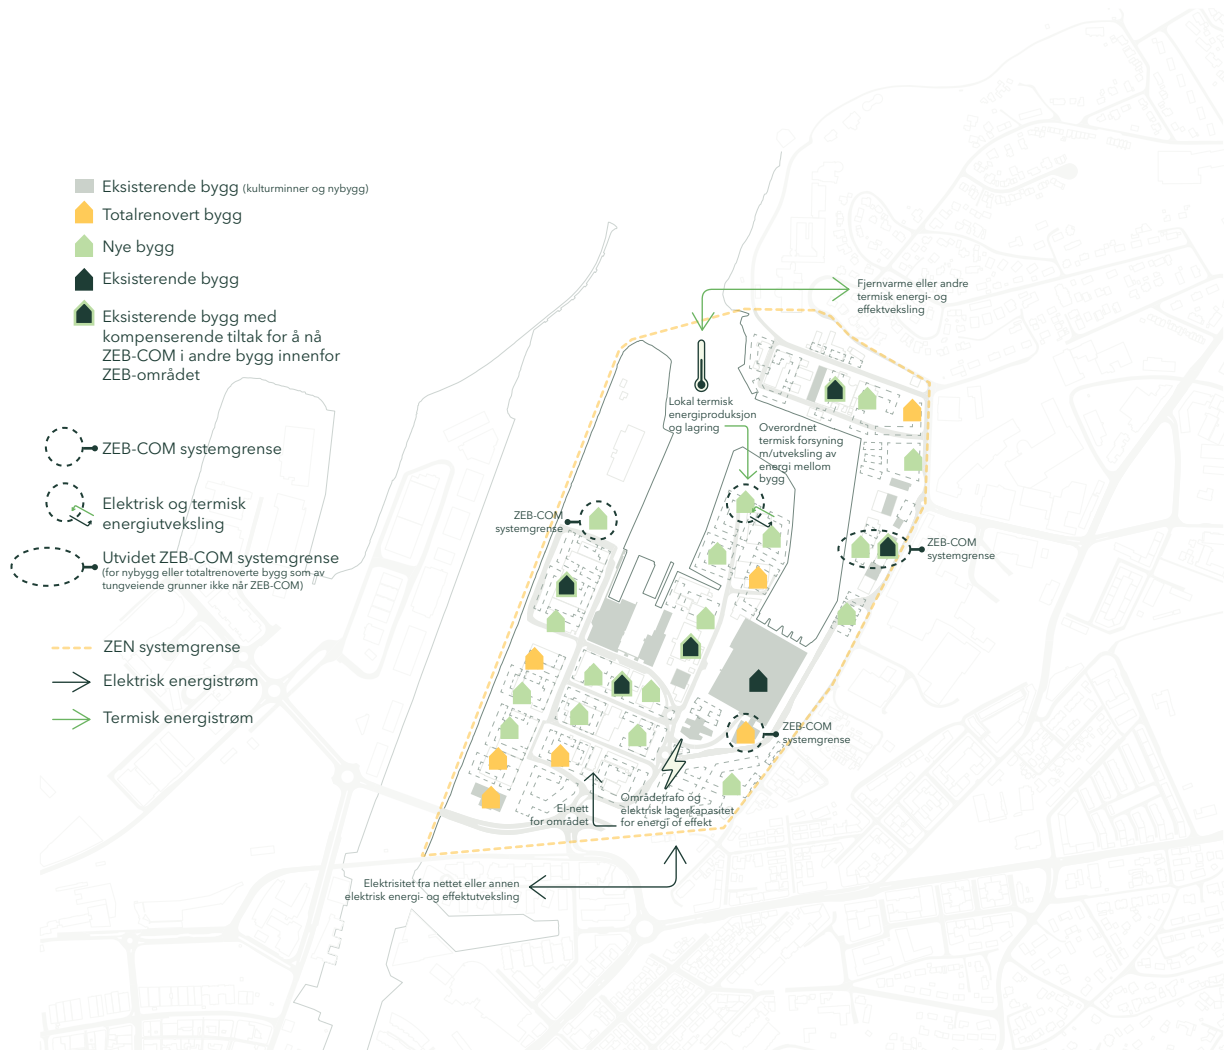 Eksisterende bygg (kulturminner og nybygg)
Totalrenovert bygg
Nye bygg
Eksisterende bygg
Eksisterende bygg med
kompenserende tiltak for å nå
ZEB-COM i andre bygg innenfor
ZEB-området
ZEB-COM systemgrense
Elektrisk og termisk
energiutveksling
Utvidet ZEB-COM systemgrense
(for nybygg eller totaltrenoverte bygg som av
tungveiende grunner ikke når ZEB-COM)
ZEN systemgrense
Elektrisk energistrøm
Termisk energistrøm
Fjernvarme eller andre
termisk energi- og
effektveksling
Lokal termisk
energiproduksjon
og lagring
Overordnet
termisk forsyning
m/utveksling av
energi mellom
bygg
ZEB-COM
systemgrense
ZEB-COM
systemgrense
ZEB-COM
systemgrense
El-nett
for området
Områdetrafo og
elektrisk lagerkapasitet
for energi of effekt
Elektrisitet fra nettet eller annen
elektrisk energi- og effektutveksling